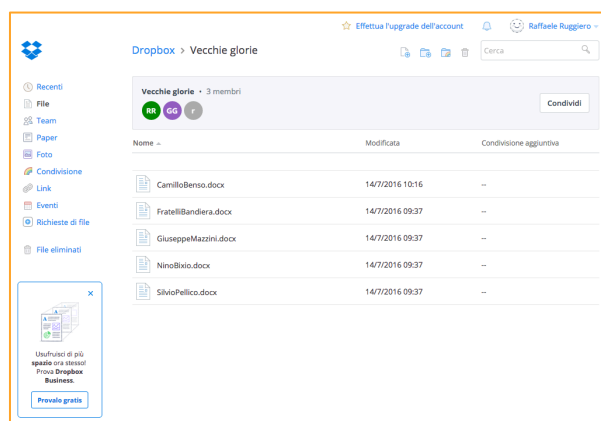 Effettua l'upgrade dell'account
Raffaele Ruggiero
Dropbox > Vecchie glorie
Cerca
Recenti
File
Team
Paper
Foto
Condivisione
Link
Eventi
Richieste di file
File eliminati
Vecchie glorie • 3 membri
RR GG r
Condividi
Nome Modificata Condivisione aggiuntiva
CamilloBenso.docx 14/7/2016 10:16 --
FratelliBandiera.docx 14/7/2016 09:37 --
GiuseppeMazzini.docx 14/7/2016 09:37 --
NinoBixio.docx 14/7/2016 09:37 --
SilvioPellico.docx 14/7/2016 09:37 --
Usufruisci di più
spazio ora stesso!
Prova Dropbox
Business.
Provalo gratis